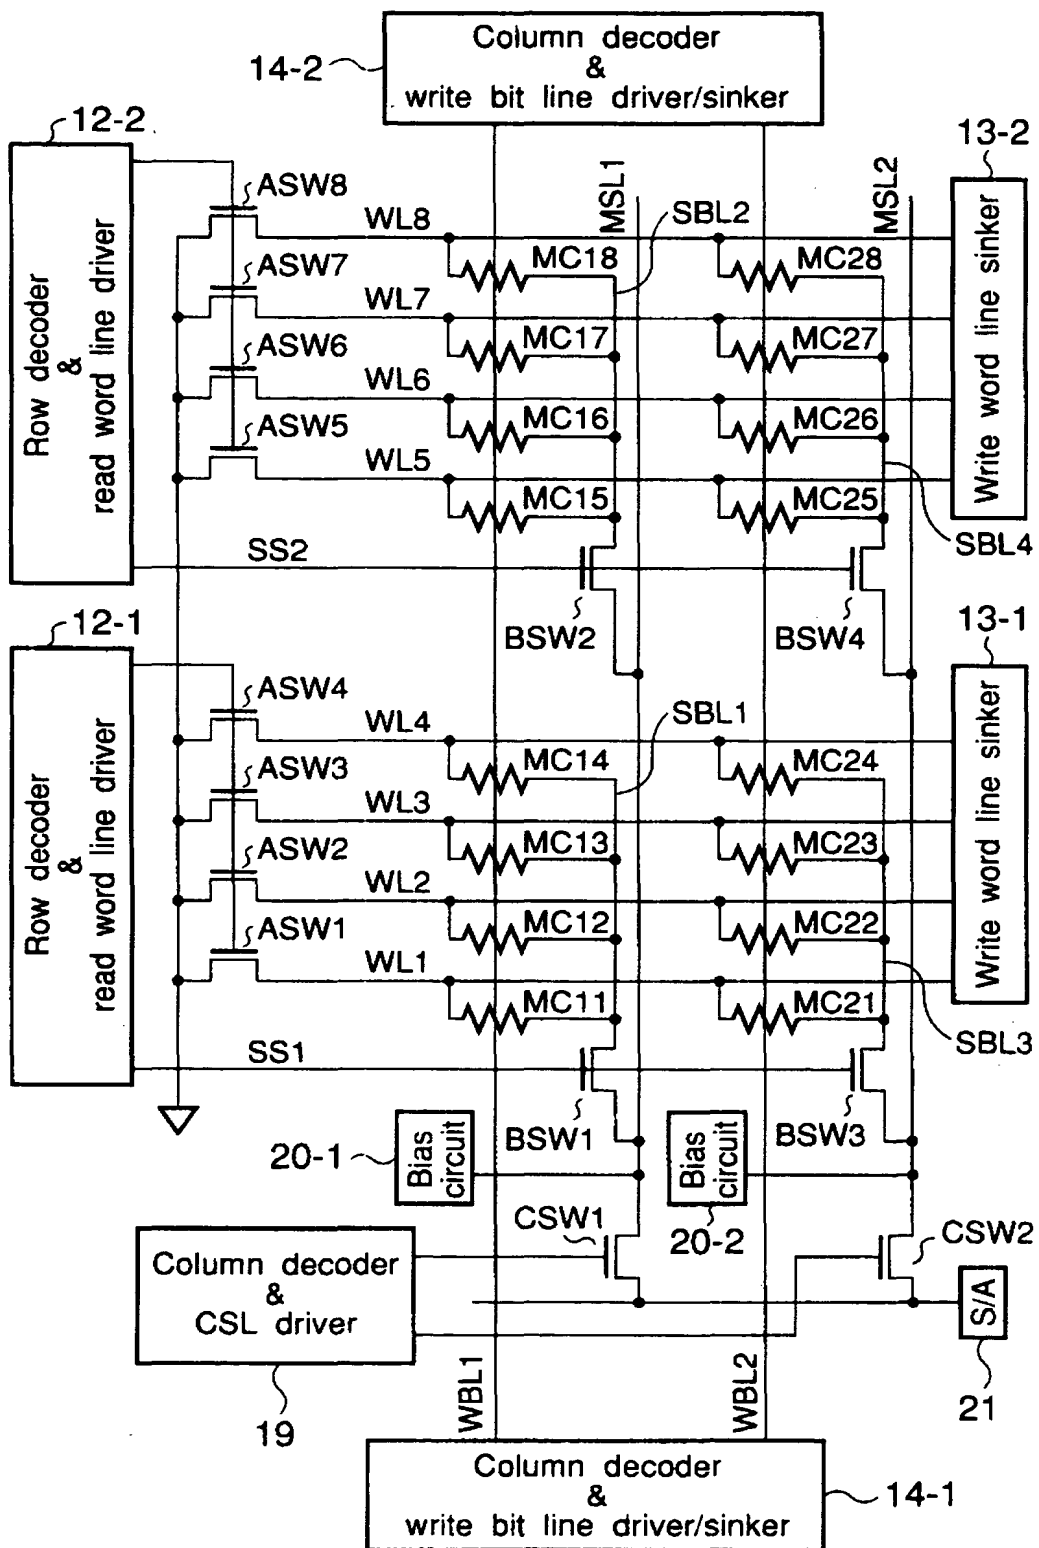 Column decoder
&
write bit line driver/sinker
14-2
12-2
13-2
Row decoder
&
read word line driver
ASW8
WL8
MC18
MSL1
SBL2
MC28
MSL2
Write word line sinker
ASW7
WL7
MC17
MC27
ASW6
WL6
MC16
MC26
ASW5
WL5
MC15
MC25
SS2
SBL4
BSW2
BSW4
12-1
13-1
Row decoder
&
read word line driver
ASW4
WL4
MC14
SBL1
MC24
Write word line sinker
ASW3
WL3
MC13
MC23
ASW2
WL2
MC12
MC22
ASW1
WL1
MC11
MC21
SS1
SBL3
BSW1
BSW3
20-1
Bias
circuit
Bias
circuit
20-2
CSW1
CSW2
Column decoder
&
CSL driver
S/A
19
WBL1
WBL2
21
Column decoder
&
write bit line driver/sinker
14-1